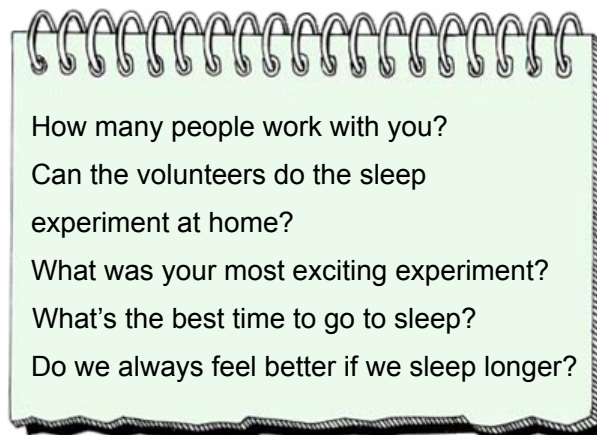 How many people work with you?
Can the volunteers do the sleep
experiment at home?
What was your most exciting experiment?
What’s the best time to go to sleep?
Do we always feel better if we sleep longer?